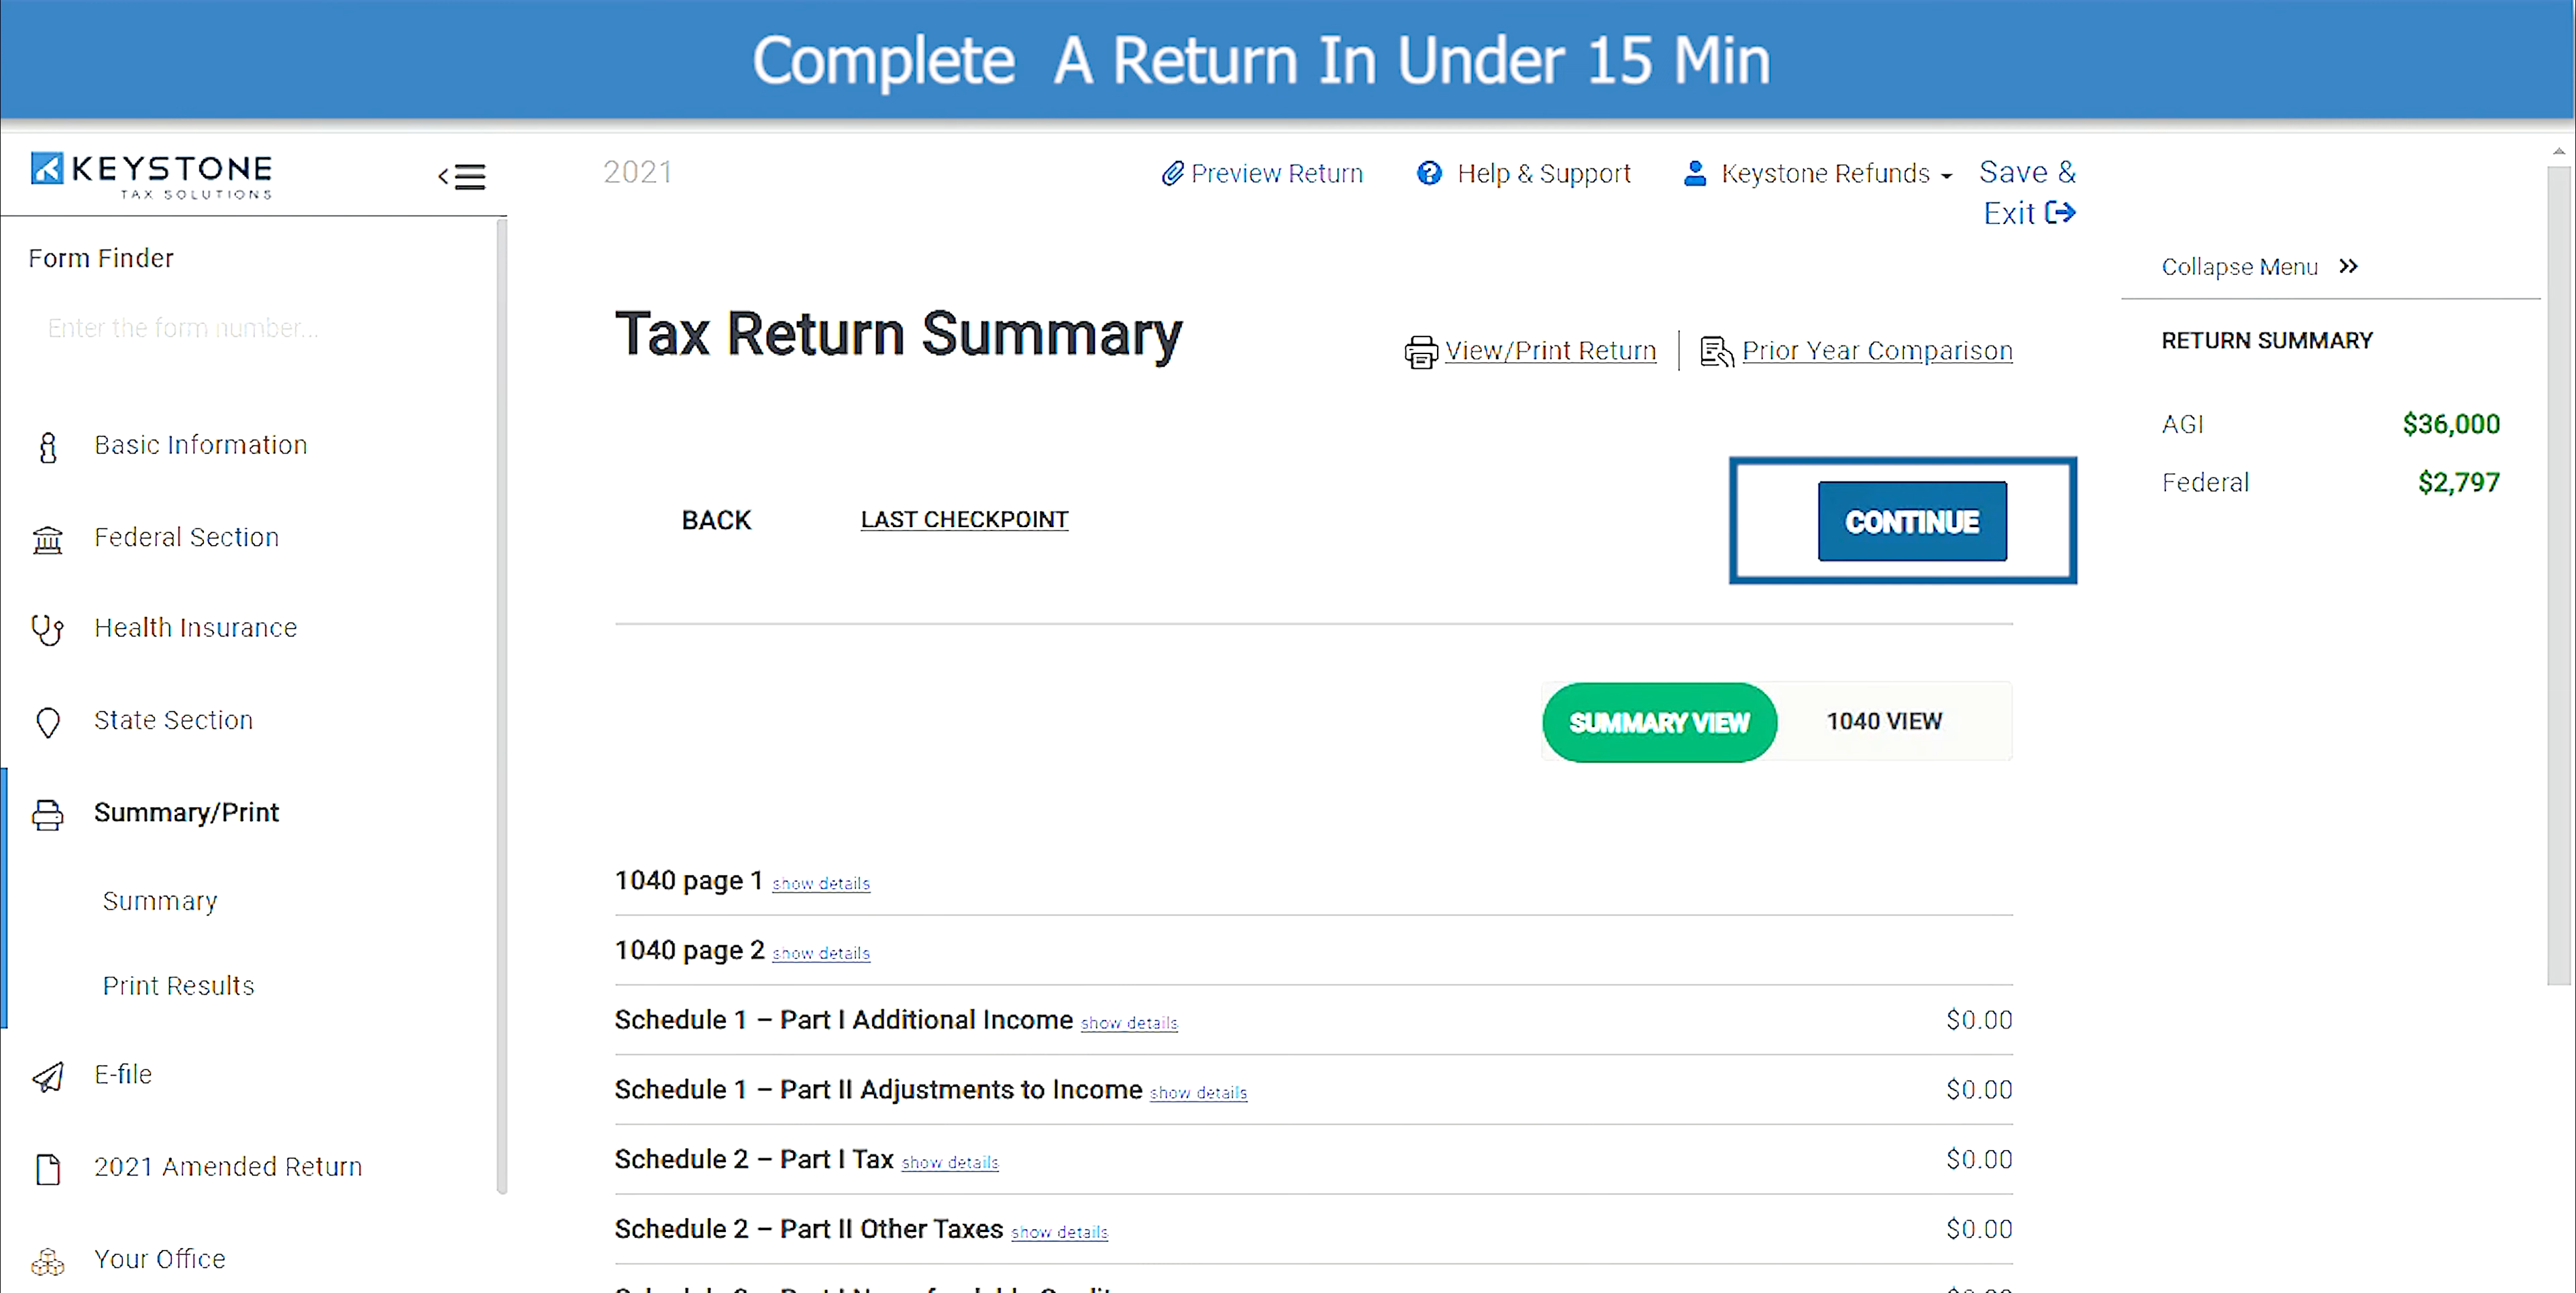 Complete A Return In Under 15 Min
KEYSTONE
TAX SOLUTIONS
2021
Preview Return
Help & Support
Keystone Refunds
Save &
Exit
Form Finder
Enter the form number...
Basic Information
Federal Section
Health Insurance
State Section
Summary/Print
Summary
Print Results
E-file
2021 Amended Return
Your Office
Tax Return Summary
View/Print Return
Prior Year Comparison
BACK
LAST CHECKPOINT
CONTINUE
SUMMARY VIEW
1040 VIEW
1040 page 1 show details
1040 page 2 show details
Schedule 1 – Part I Additional Income show details $0.00
Schedule 1 – Part II Adjustments to Income show details $0.00
Schedule 2 – Part I Tax show details $0.00
Schedule 2 – Part II Other Taxes show details $0.00
Collapse Menu
RETURN SUMMARY
AGI $36,000
Federal $2,797